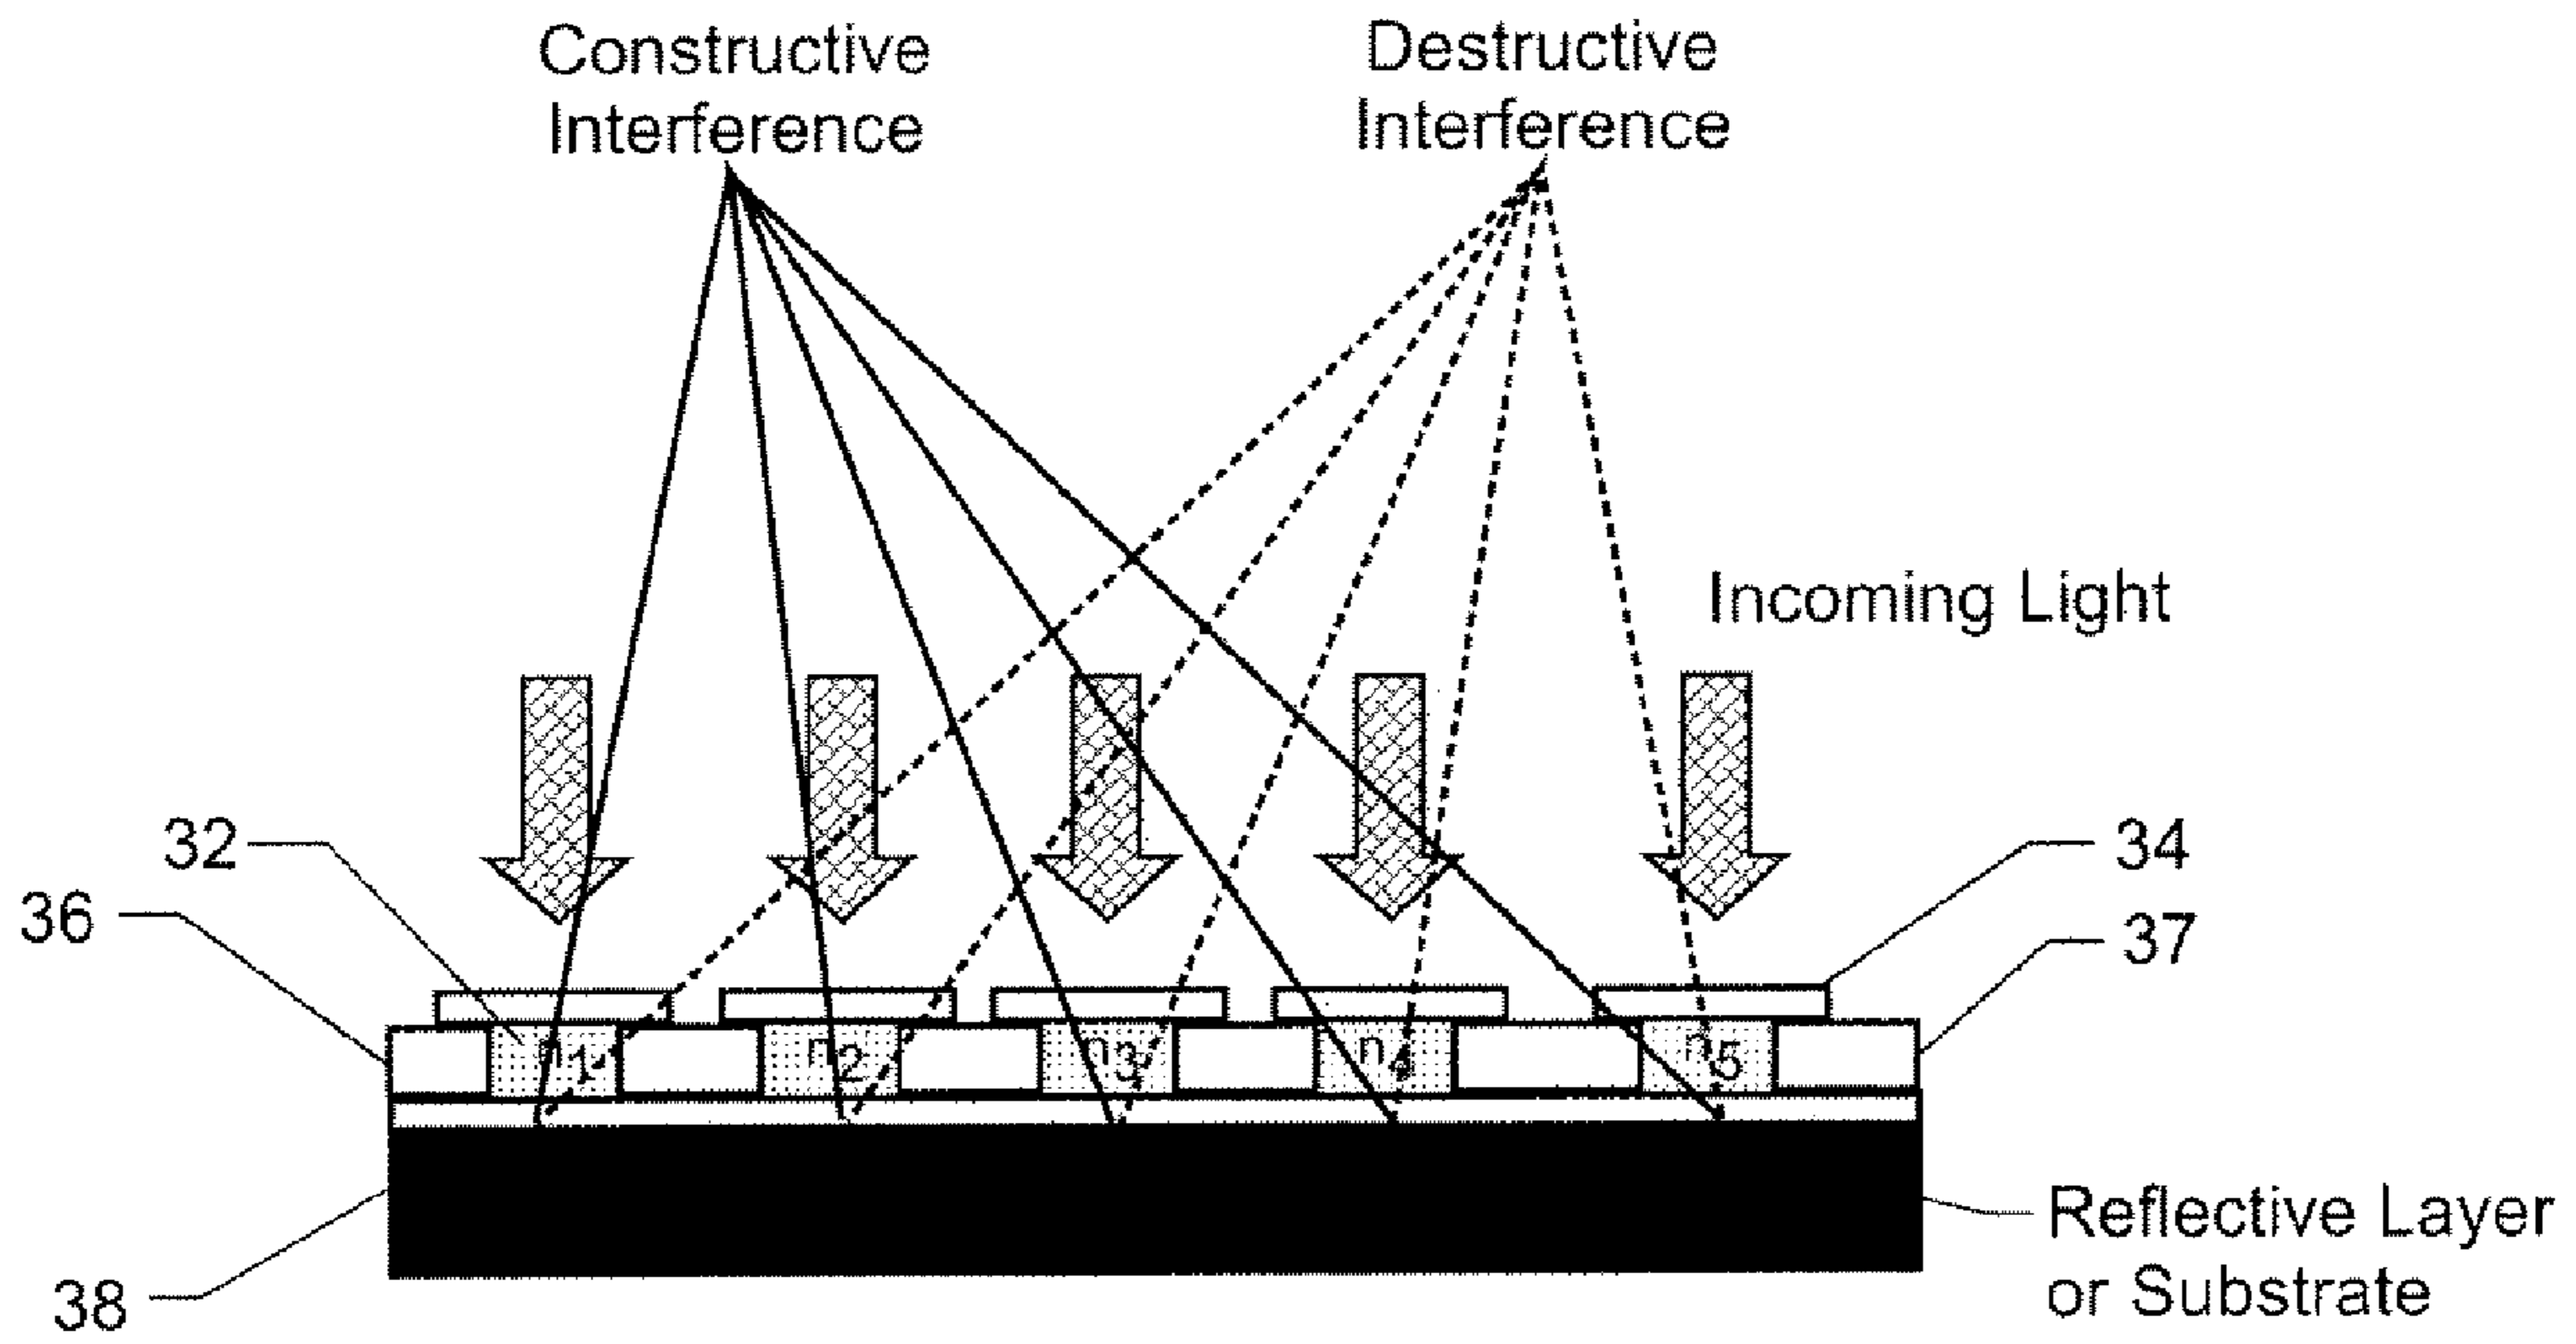 Constructive
Interference
Destructive
Interference
Incoming Light
32
34
36
37
n1 n2 n3 n4 n5
38
Reflective Layer
or Substrate